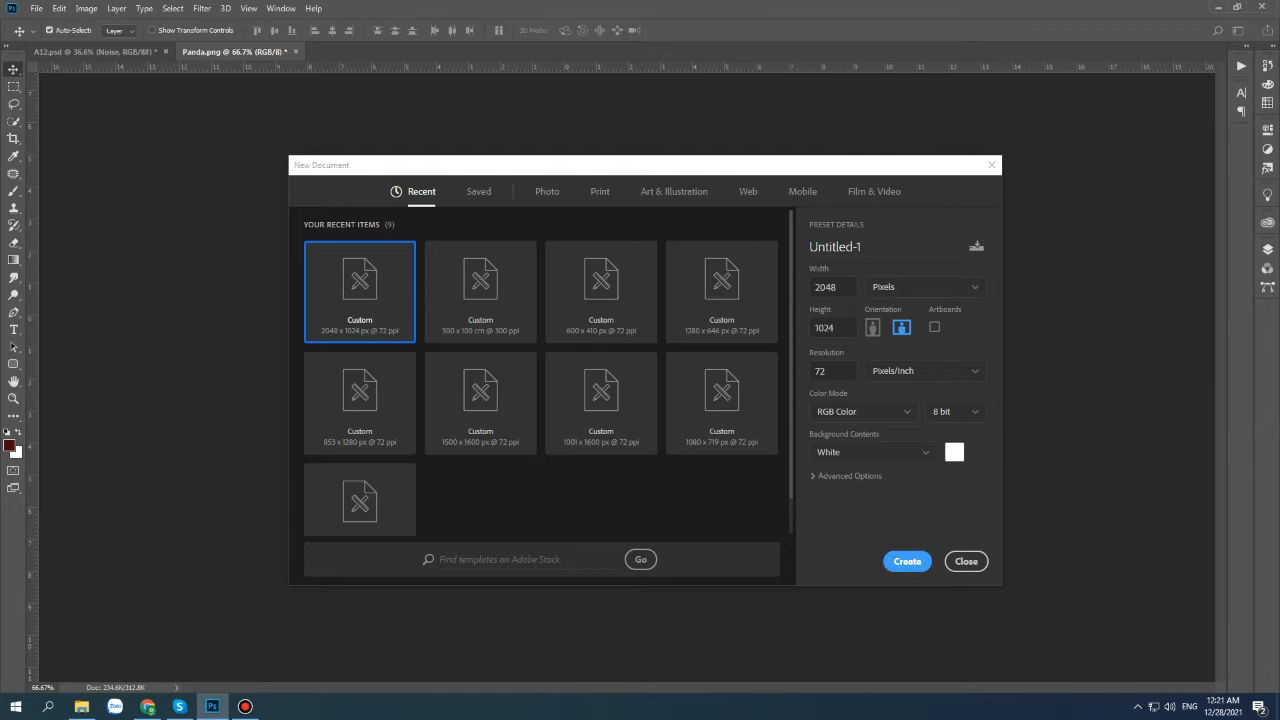 Ps File Edit Image Layer Type Select Filter 3D View Window Help
Auto-Select: Layer Show Transform Controls 3D Mode:
A12.psd @ 36.6% (Noise, RGB/8#) * × Panda.png @ 66.7% (RGB/8) * ×
New Document
Recent Saved Photo Print Art & Illustration Web Mobile Film & Video
YOUR RECENT ITEMS (9)
Custom
2048 x 1024 px @ 72 ppi
Custom
300 x 100 cm @ 300 ppi
Custom
600 x 410 px @ 72 ppi
Custom
1280 x 646 px @ 72 ppi
Custom
853 x 1280 px @ 72 ppi
Custom
1500 x 1600 px @ 72 ppi
Custom
1001 x 1600 px @ 72 ppi
Custom
1080 x 719 px @ 72 ppi
Find templates on Adobe Stock
Go
PRESET DETAILS
Untitled-1
Width
2048 Pixels
Height Orientation Artboards
1024
Resolution
72 Pixels/Inch
Color Mode
RGB Color 8 bit
Background Contents
White
Advanced Options
Create Close
66.67% Doc: 234.6K/312.8K
Zalo Ps ENG
12:21 AM
12/28/2021
2